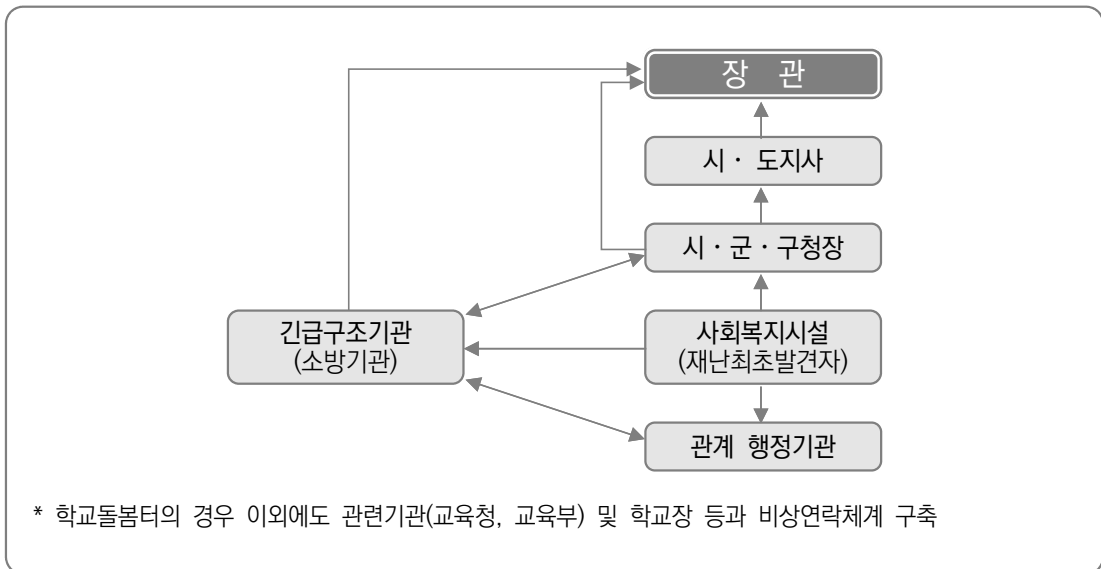 장 관
시 · 도지사
시 · 군 · 구청장
긴급구조기관
(소방기관)
사회복지시설
(재난최초발견자)
관계 행정기관
* 학교돌봄터의 경우 이외에도 관련기관(교육청, 교육부) 및 학교장 등과 비상연락체계 구축